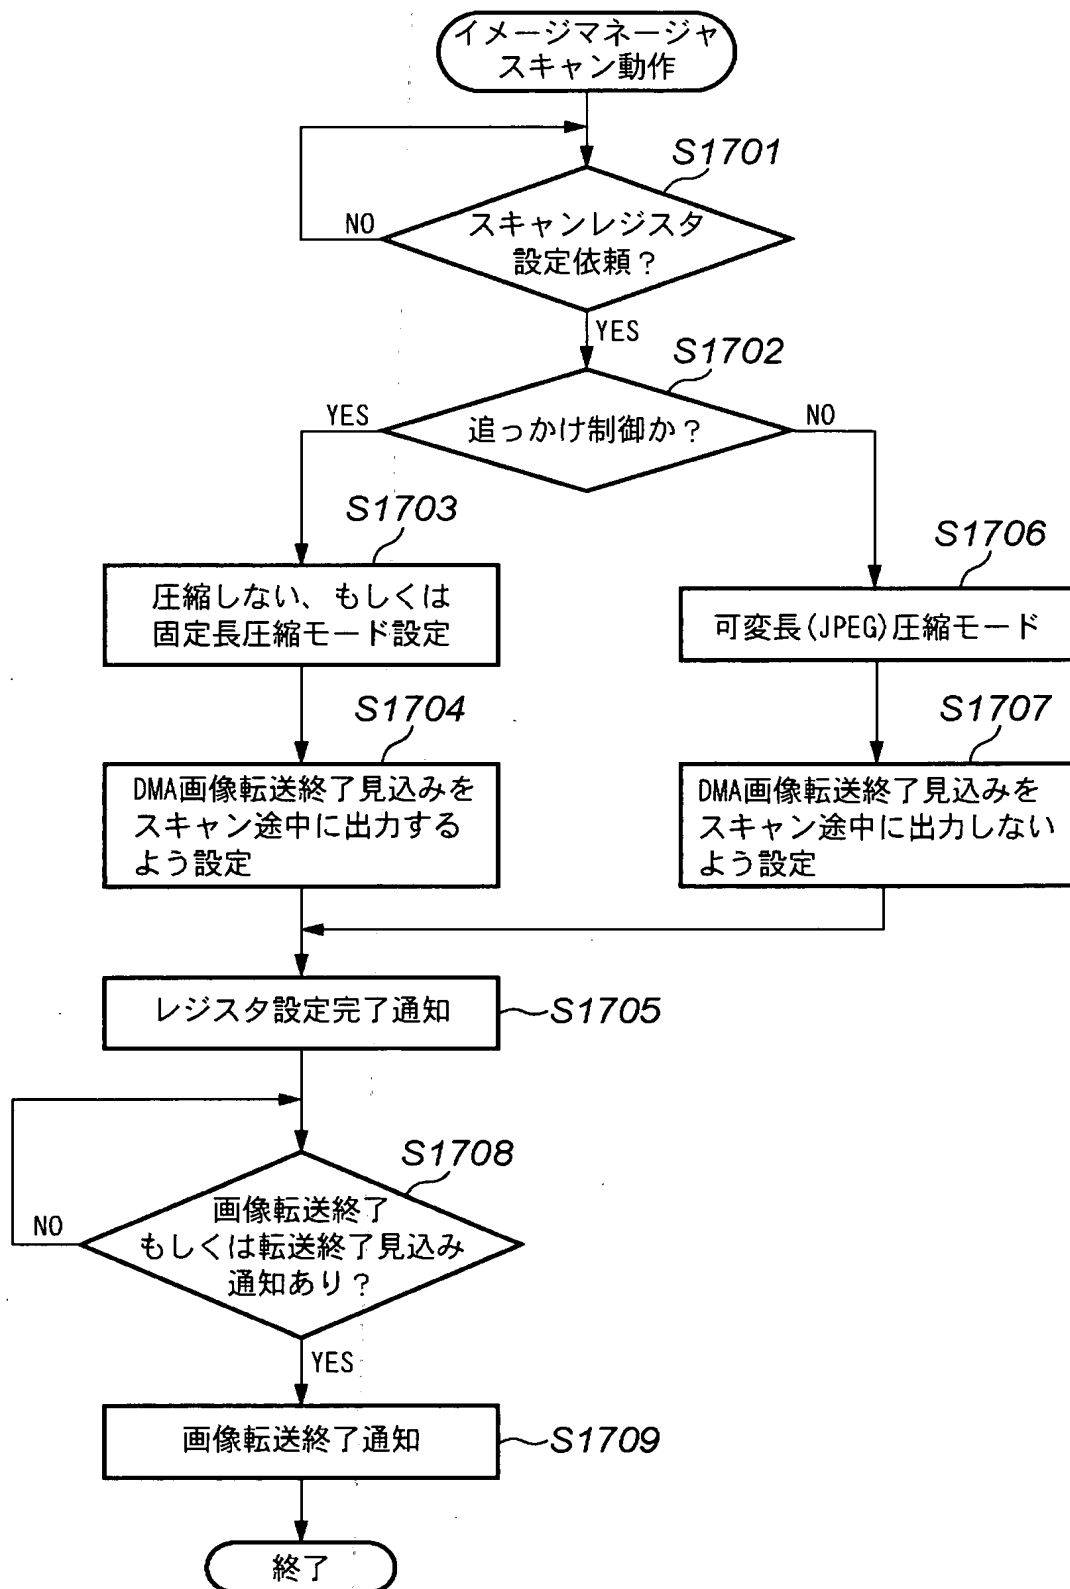 イメージマネージャ
スキャン動作
S1701
スキャンレジスタ
設定依頼？
NO
YES
S1702
追っかけ制御か？
YES
NO
S1703
圧縮しない、もしくは
固定長圧縮モード設定
S1706
可変長(JPEG)圧縮モード
S1704
DMA画像転送終了見込みを
スキャン途中に出力する
よう設定
S1707
DMA画像転送終了見込みを
スキャン途中に出力しない
よう設定
レジスタ設定完了通知
S1705
S1708
画像転送終了
もしくは転送終了見込み
通知あり？
NO
YES
画像転送終了通知
S1709
終了